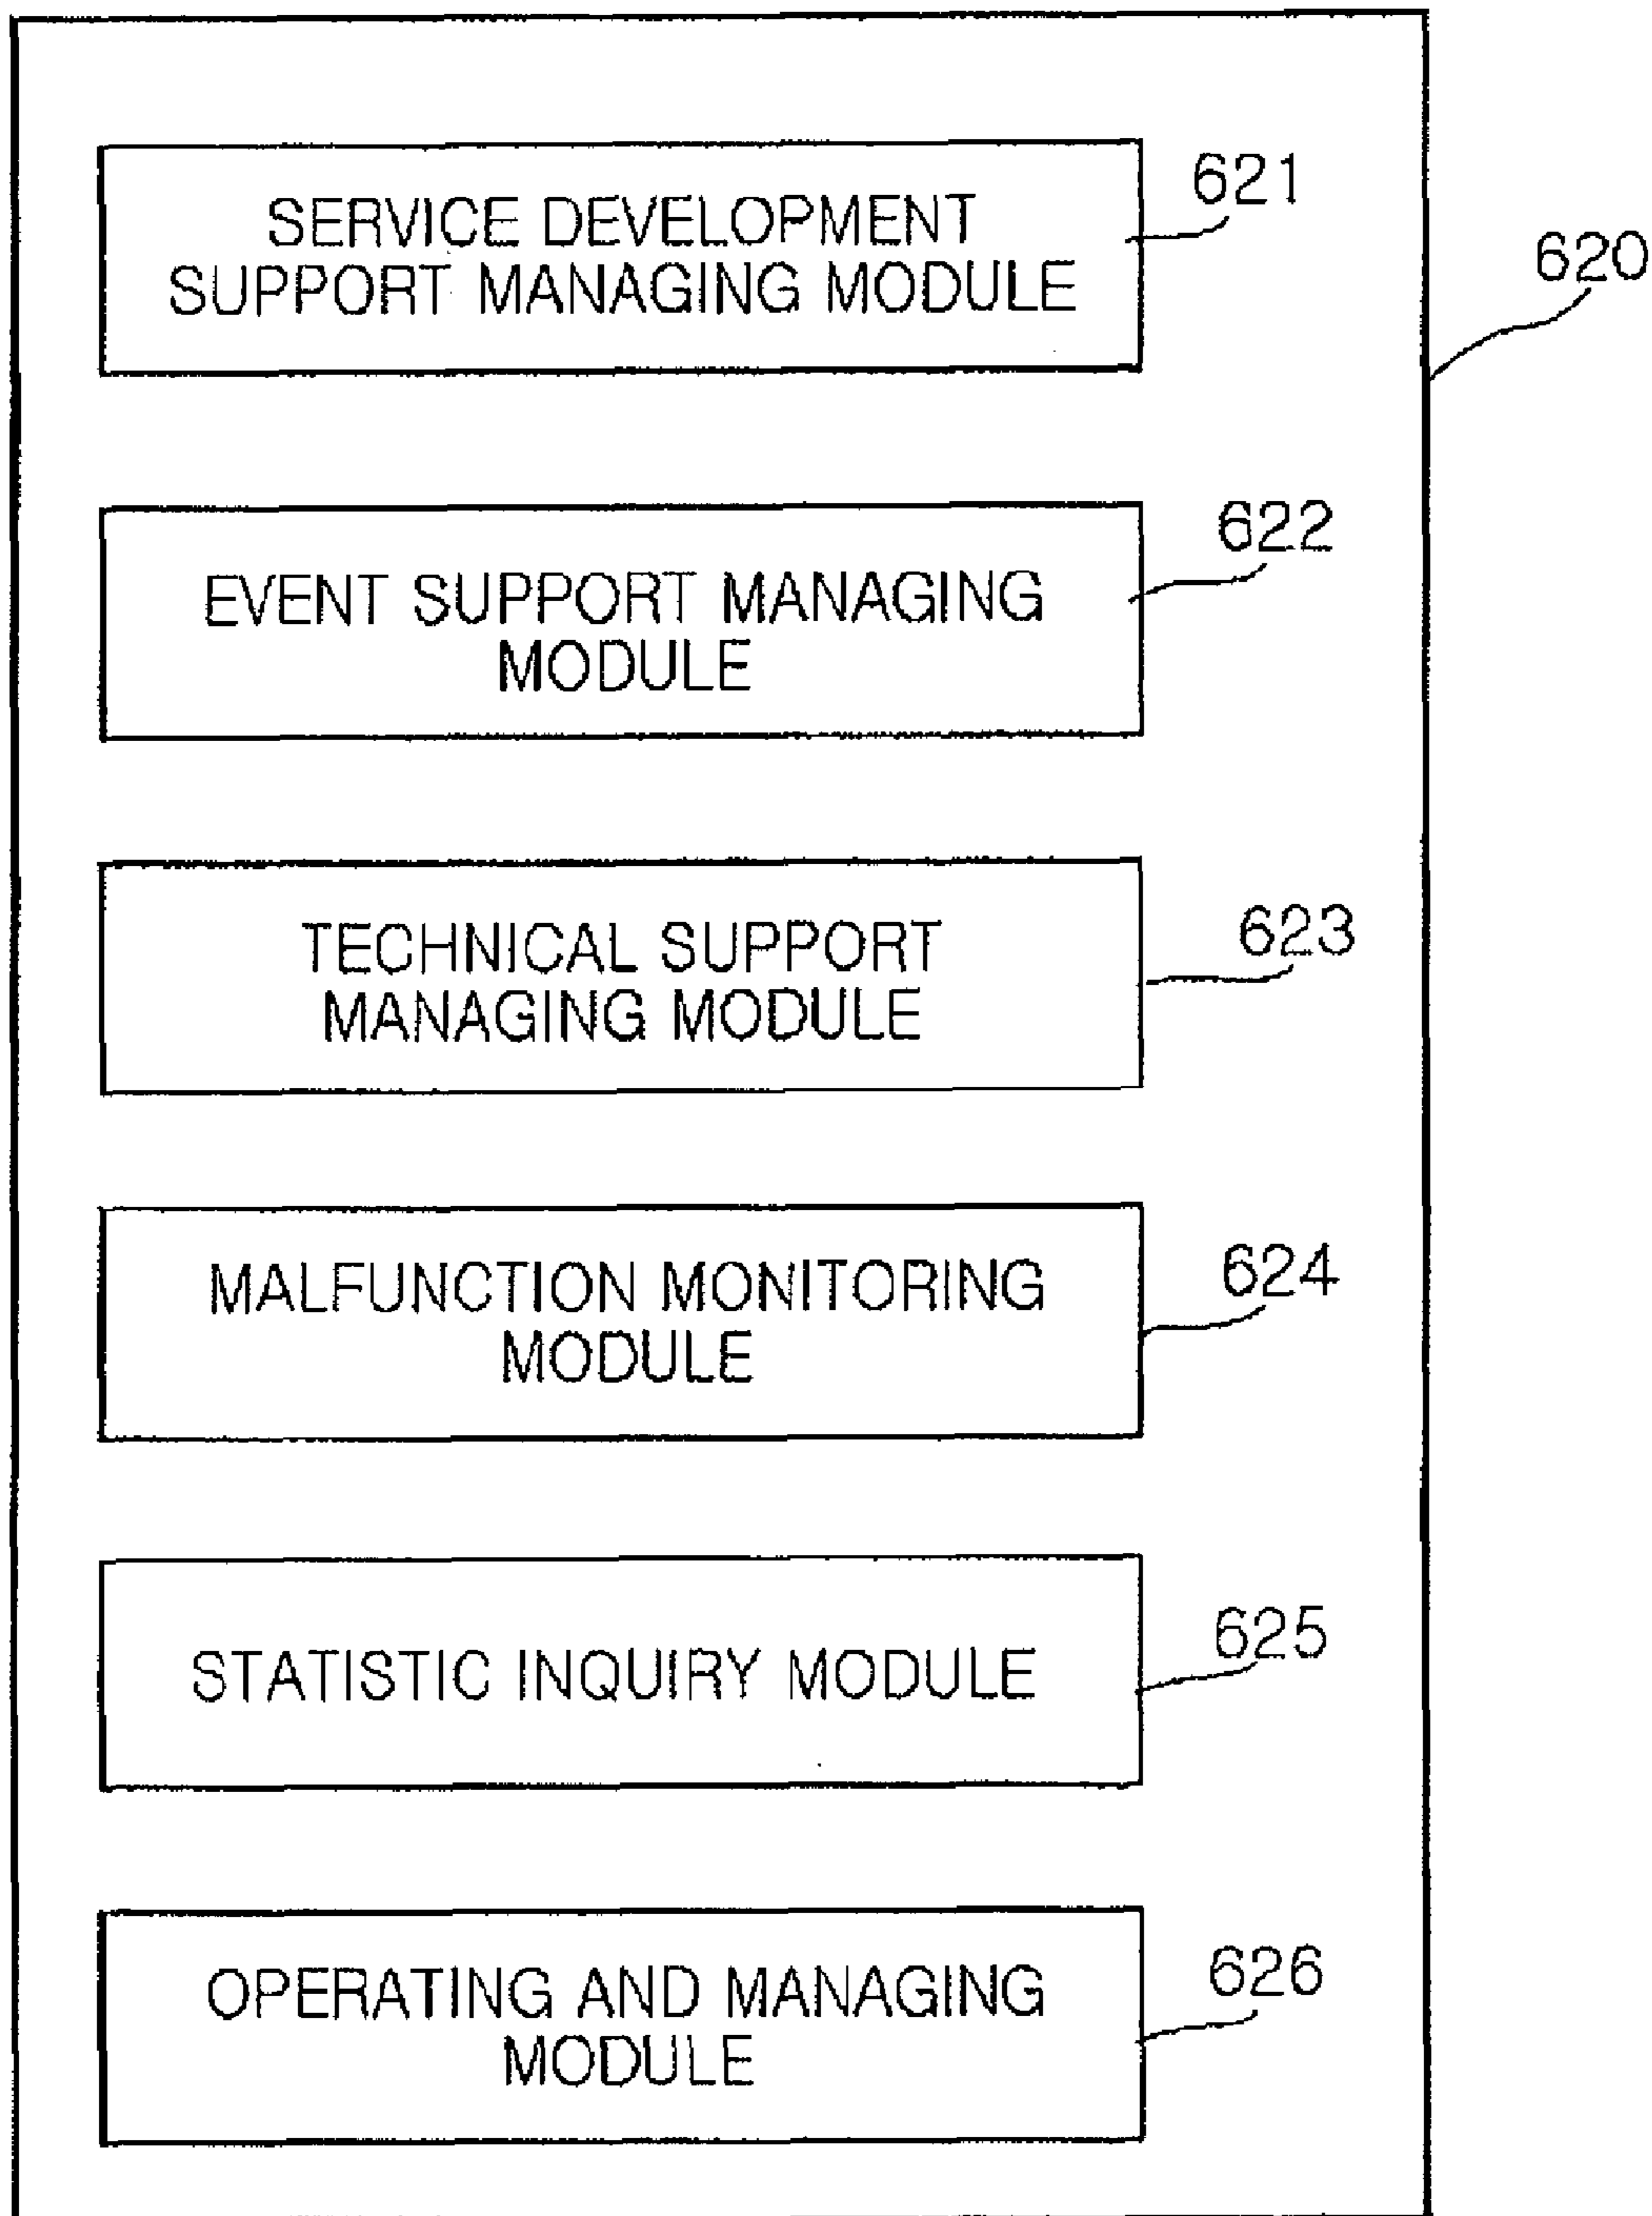 SERVICE DEVELOPMENT
SUPPORT MANAGING MODULE
621
620
EVENT SUPPORT MANAGING
MODULE
622
TECHNICAL SUPPORT
MANAGING MODULE
623
MALFUNCTION MONITORING
MODULE
624
STATISTIC INQUIRY MODULE
625
OPERATING AND MANAGING
MODULE
626